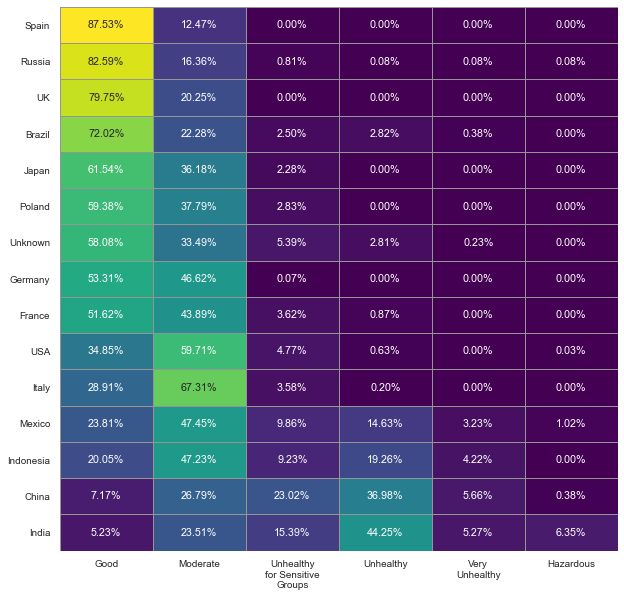 Spain 87.53% 12.47% 0.00% 0.00% 0.00% 0.00%
Russia 82.59% 16.36% 0.81% 0.08% 0.08% 0.08%
UK 79.75% 20.25% 0.00% 0.00% 0.00% 0.00%
Brazil 72.02% 22.28% 2.50% 2.82% 0.38% 0.00%
Japan 61.54% 36.18% 2.28% 0.00% 0.00% 0.00%
Poland 59.38% 37.79% 2.83% 0.00% 0.00% 0.00%
Unknown 58.08% 33.49% 5.39% 2.81% 0.23% 0.00%
Germany 53.31% 46.62% 0.07% 0.00% 0.00% 0.00%
France 51.62% 43.89% 3.62% 0.87% 0.00% 0.00%
USA 34.85% 59.71% 4.77% 0.63% 0.00% 0.03%
Italy 28.91% 67.31% 3.58% 0.20% 0.00% 0.00%
Mexico 23.81% 47.45% 9.86% 14.63% 3.23% 1.02%
Indonesia 20.05% 47.23% 9.23% 19.26% 4.22% 0.00%
China 7.17% 26.79% 23.02% 36.98% 5.66% 0.38%
India 5.23% 23.51% 15.39% 44.25% 5.27% 6.35%
Good Moderate Unhealthy Unhealthy Very Hazardous
for Sensitive Unhealthy
Groups